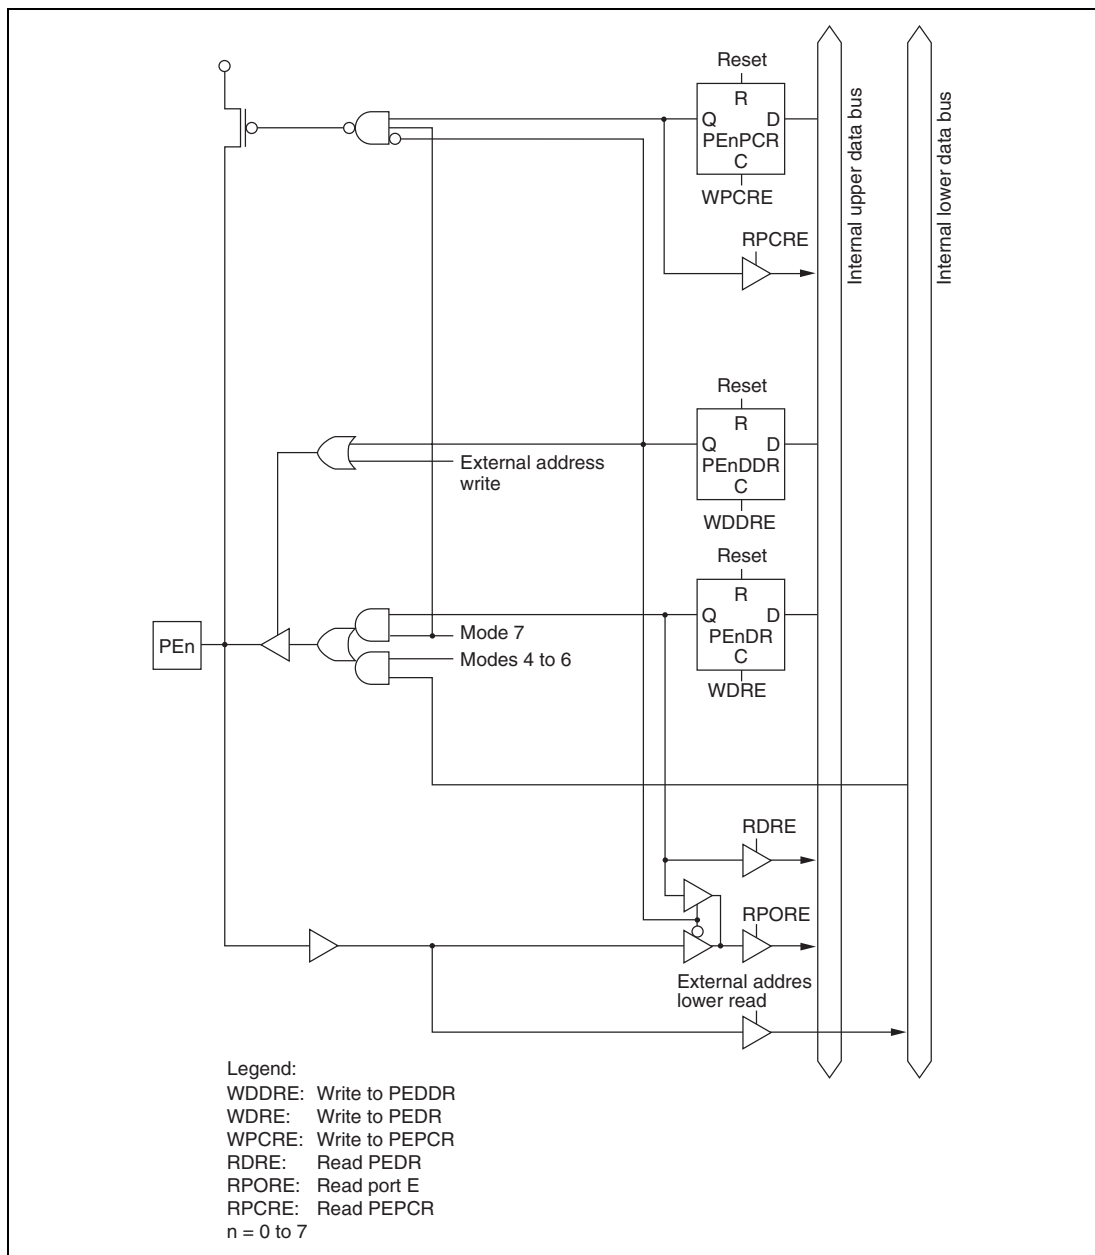 Reset
R
Q D
PEnPCR
C
WPCRE
RPCRE
Internal upper data bus
Internal lower data bus
Reset
R
Q D
PEnDDR
C
WDDRE
External address
write
Reset
R
Q D
PEnDR
C
WDRE
PEn
Mode 7
Modes 4 to 6
RDRE
RPORE
External addres
lower read
Legend:
WDDRE: Write to PEDDR
WDRE: Write to PEDR
WPCRE: Write to PEPCR
RDRE: Read PEDR
RPORE: Read port E
RPCRE: Read PEPCR
n = 0 to 7